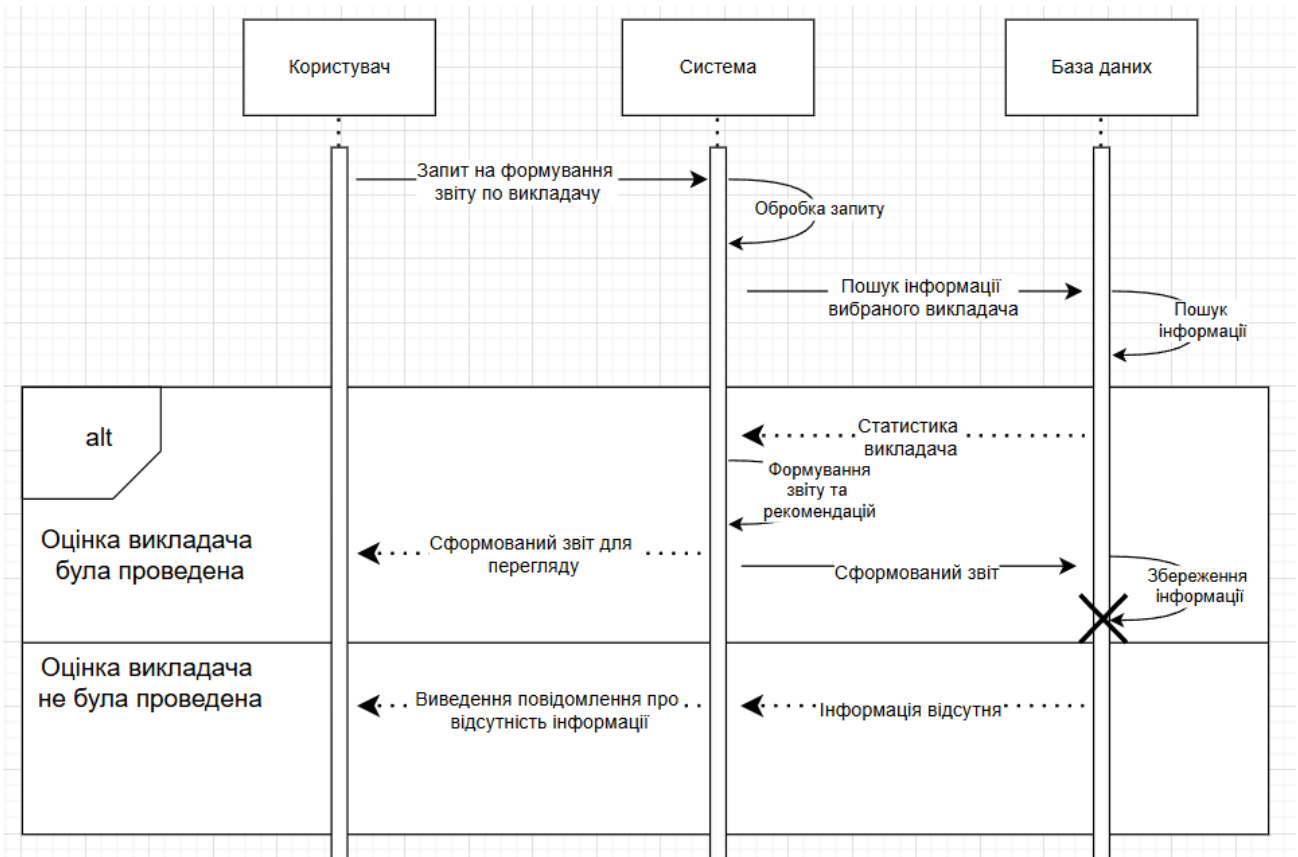 Користувач
Система
База даних
Запит на формування
звіту по викладачу
Обробка запиту
Пошук інформації
вибраного викладача
Пошук
інформації
alt
Статистика
викладача
Формування
звіту та
рекомендацій
Оцінка викладача
була проведена
Сформований звіт для
перегляду
Сформований звіт
Збереження
інформації
Оцінка викладача
не була проведена
Виведення повідомлення про
відсутність інформації
Інформація відсутня